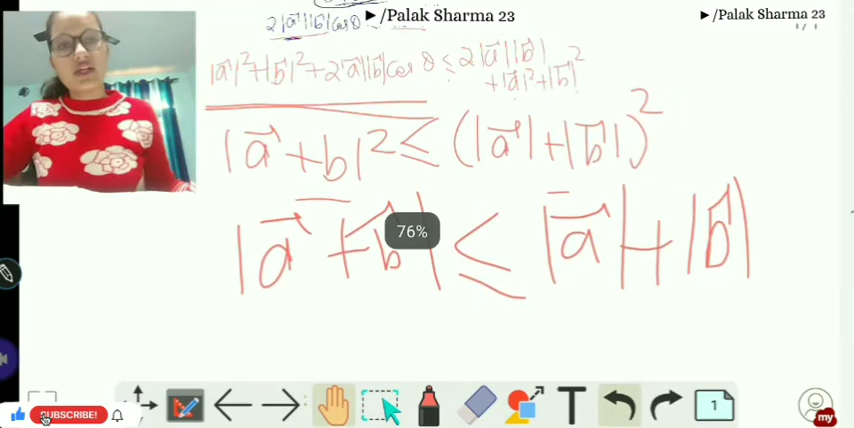 2|a⃗||b⃗|cosθ
▶/Palak Sharma 23
▶/Palak Sharma 23
|a⃗|²+|b⃗|²+2|a⃗||b⃗|cosθ ≤ 2|a⃗||b⃗|
+|a⃗|²+|b⃗|²
|a⃗+b|² ≤ (|a⃗|+|b⃗|)²
|a⃗+b⃗| ≤ |a⃗|+|b⃗|
76%
T
1
SUBSCRIBE!
my